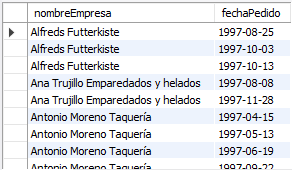 nombreEmpresa fechaPedido
Alfreds Futterkiste 1997-08-25
Alfreds Futterkiste 1997-10-03
Alfreds Futterkiste 1997-10-13
Ana Trujillo Emparedados y helados 1997-08-08
Ana Trujillo Emparedados y helados 1997-11-28
Antonio Moreno Taquería 1997-04-15
Antonio Moreno Taquería 1997-05-13
Antonio Moreno Taquería 1997-06-19
Antonio Moreno Taquería 1997-09-22